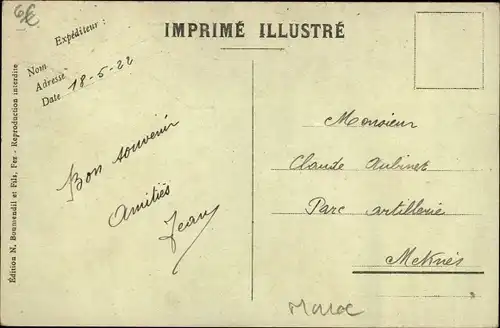 6€
IMPRIMÉ ILLUSTRÉ
Expéditeur :
Nom
Adresse
Date 18-5-22
Bon souvenir
Amitiés
Jean
Monsieur
Claude Aubinet
Parc artillerie
Meknès
Maroc
Édition N. Boumendil et Fils, Fez - Reproduction interdite